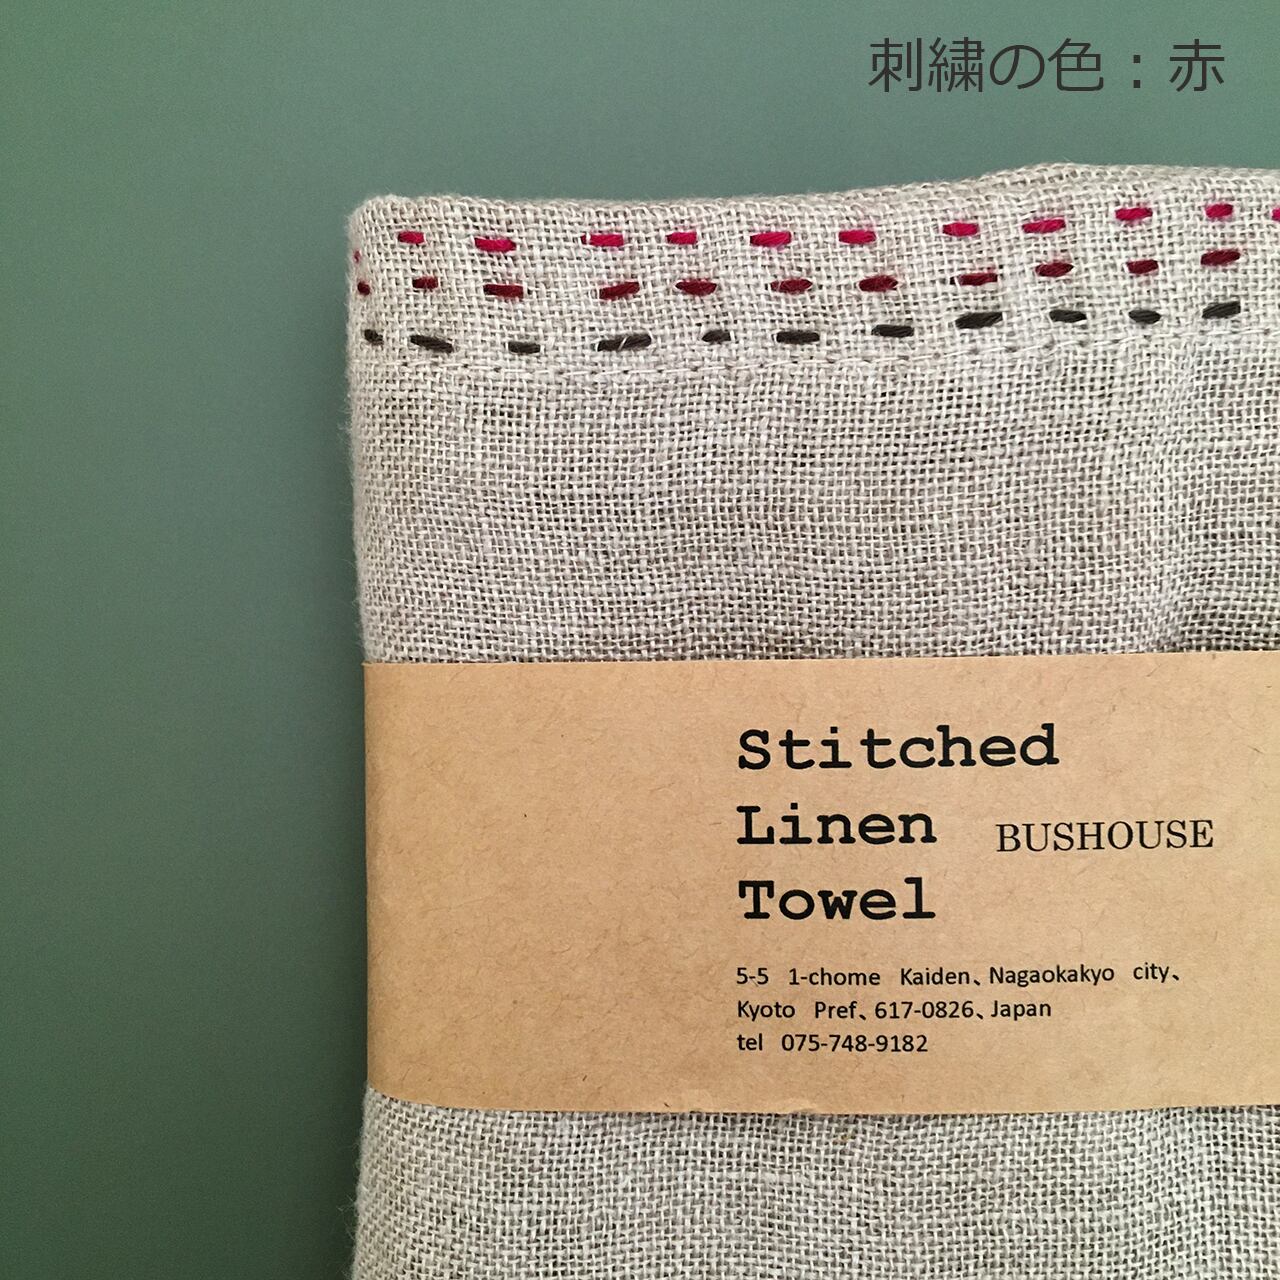 刺繍の色：赤
Stitched
Linen BUSHOUSE
Towel
5-5 1-chome Kaiden、Nagaokakyo city、
Kyoto Pref、617-0826、Japan
tel 075-748-9182